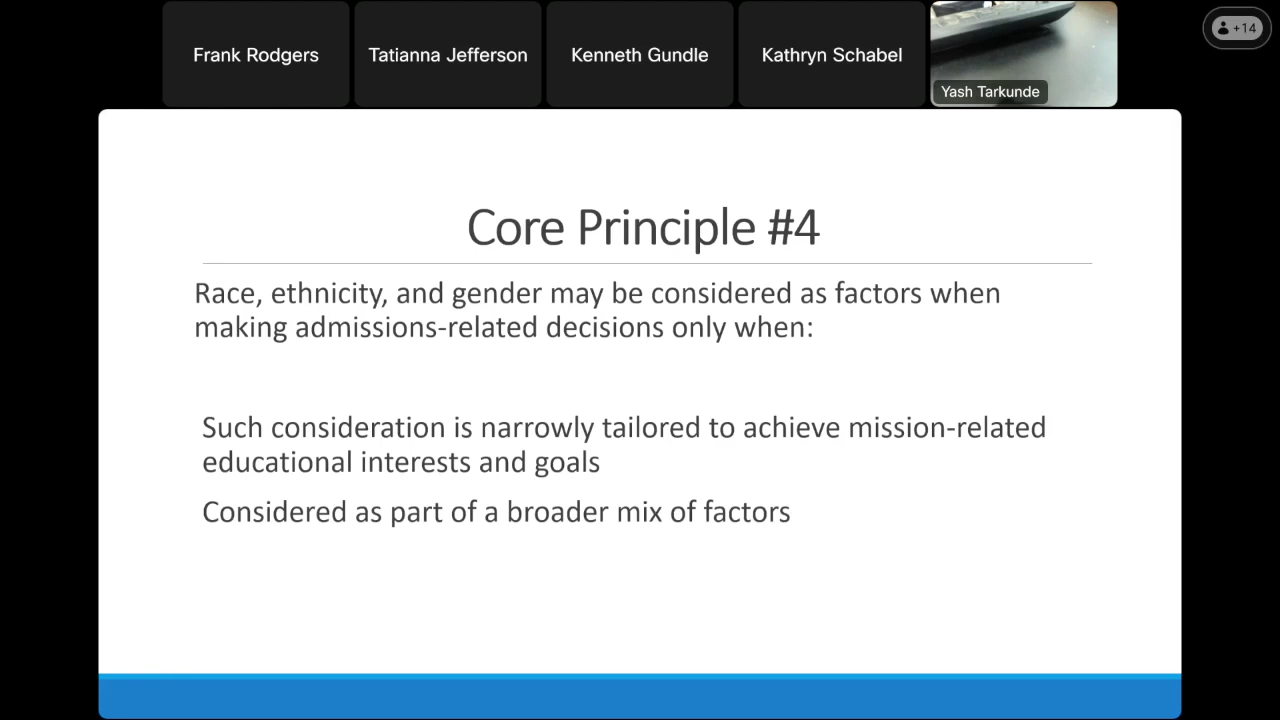 Frank Rodgers
Tatianna Jefferson
Kenneth Gundle
Kathryn Schabel
Yash Tarkunde
+14
Core Principle #4
Race, ethnicity, and gender may be considered as factors when
making admissions-related decisions only when:
Such consideration is narrowly tailored to achieve mission-related
educational interests and goals
Considered as part of a broader mix of factors